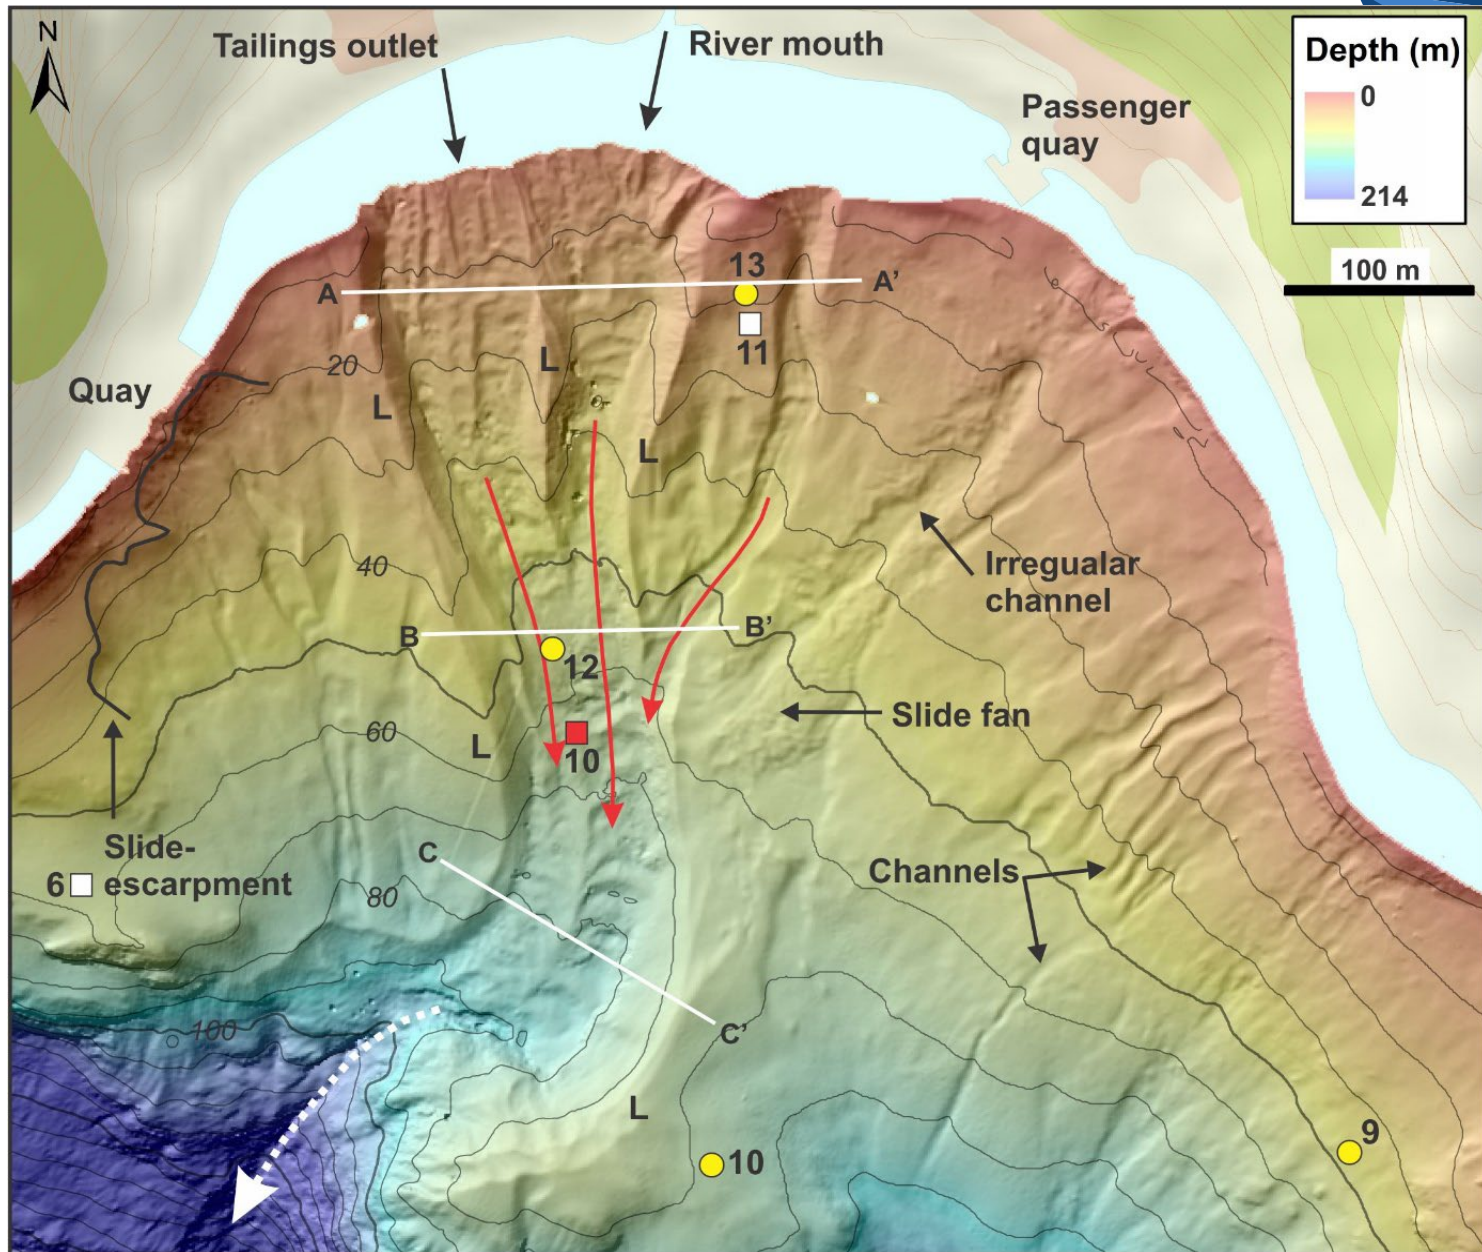 N
Tailings outlet
River mouth
Depth (m)
0
214
Passenger
quay
100 m
13
A
A’
11
L
20
Quay
L
L
40
Irregualar
channel
B
B’
12
Slide fan
60
L
10
Slide-
escarpment
6
C
Channels
80
100
C’
L
9
10